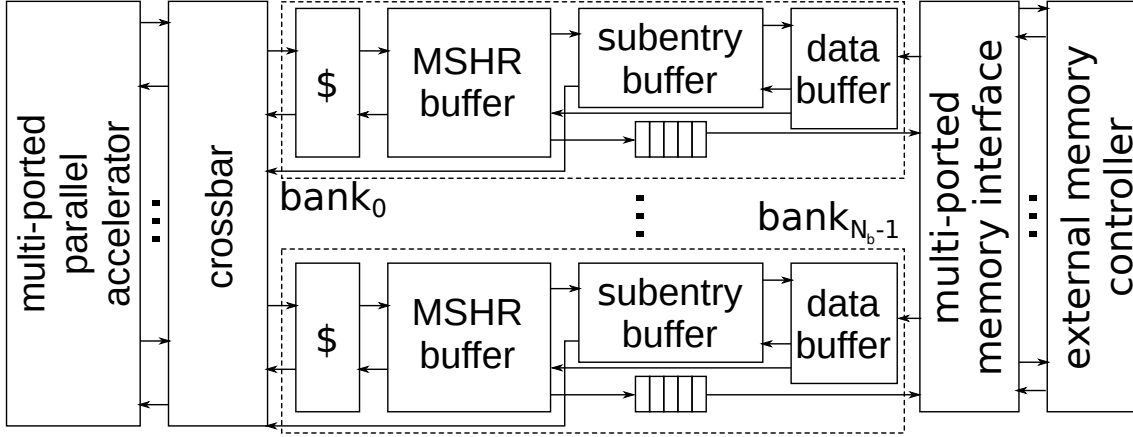 multi-ported
parallel
accelerator
crossbar
$
MSHR
buffer
subentry
buffer
data
buffer
bank0
bankNb-1
$
MSHR
buffer
subentry
buffer
data
buffer
multi-ported
memory interface
external memory
controller